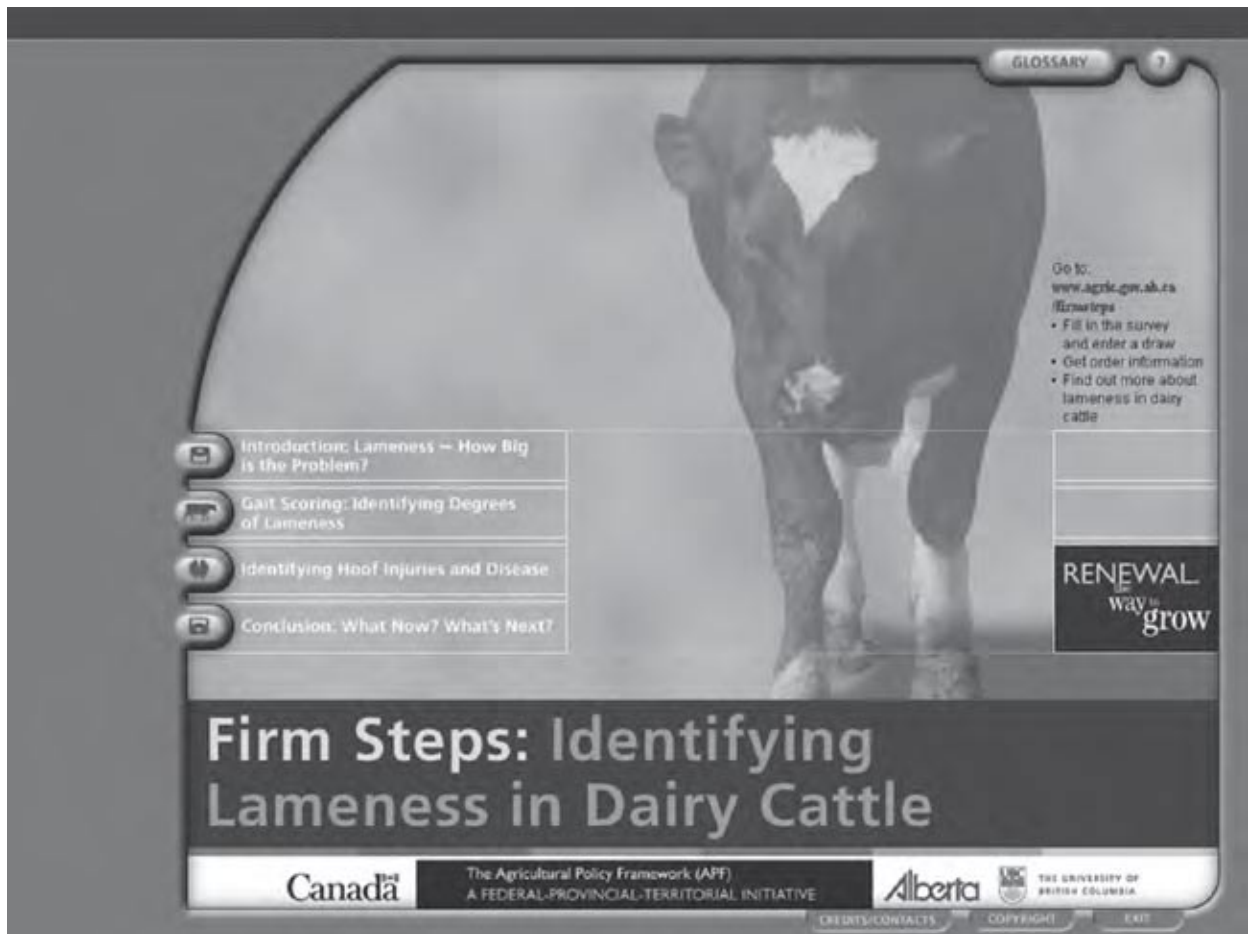 GLOSSARY
?
Go to:
www.agric.gov.ab.ca
/firmsteps
• Fill in the survey
and enter a draw
• Get order information
• Find out more about
lameness in dairy
cattle
Introduction: Lameness – How Big
is the Problem?
Gait Scoring: Identifying Degrees
of Lameness
Identifying Hoof Injuries and Disease
Conclusion: What Now? What's Next?
RENEWAL
the
way to
grow
Firm Steps: Identifying
Lameness in Dairy Cattle
Canada
The Agricultural Policy Framework (APF)
A FEDERAL-PROVINCIAL-TERRITORIAL INITIATIVE
Alberta
UBC
THE UNIVERSITY OF
BRITISH COLUMBIA
CREDITS/CONTACTS
COPYRIGHT
EXIT